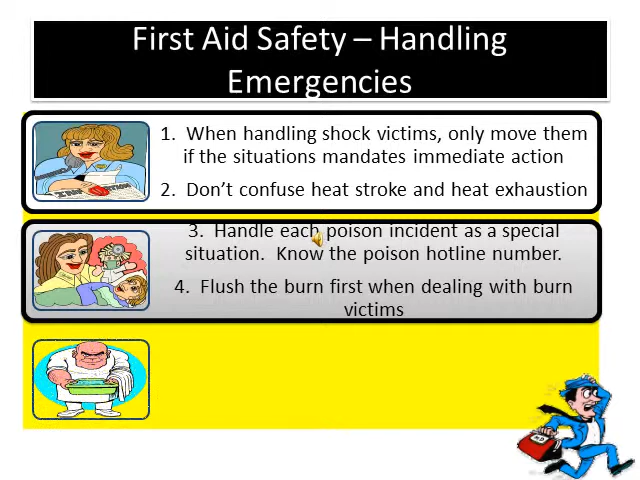 First Aid Safety – Handling
Emergencies
1. When handling shock victims, only move them
if the situations mandates immediate action
2. Don't confuse heat stroke and heat exhaustion
3. Handle each poison incident as a special
situation. Know the poison hotline number.
4. Flush the burn first when dealing with burn
victims